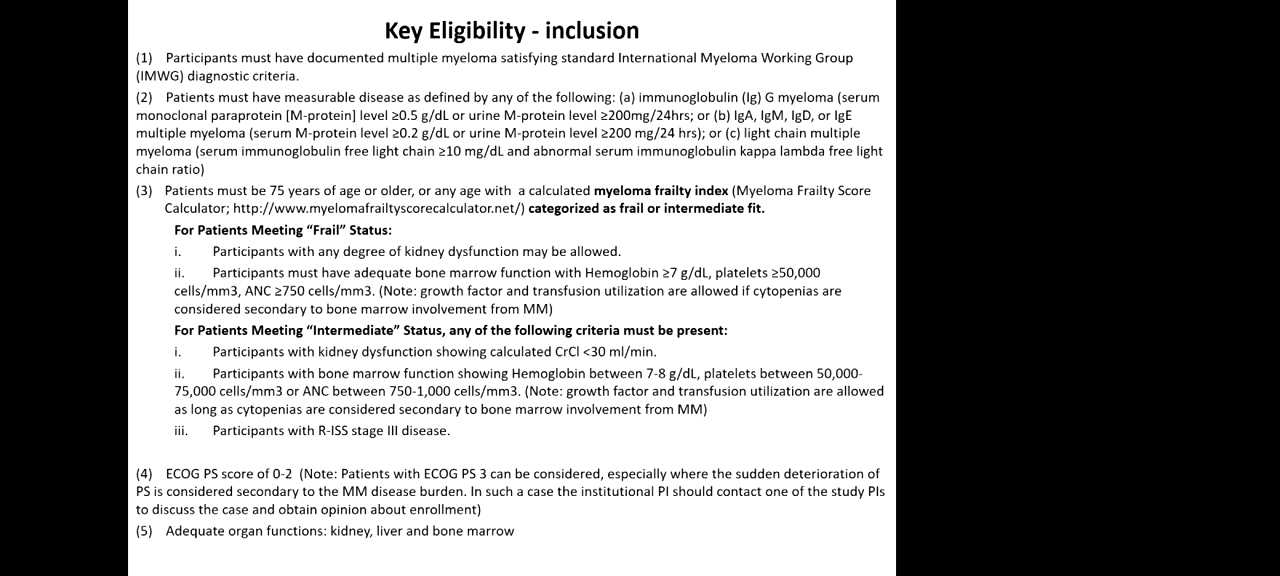 Key Eligibility - inclusion
(1) Participants must have documented multiple myeloma satisfying standard International Myeloma Working Group
(IMWG) diagnostic criteria.
(2) Patients must have measurable disease as defined by any of the following: (a) immunoglobulin (Ig) G myeloma (serum
monoclonal paraprotein [M-protein] level ≥0.5 g/dL or urine M-protein level ≥200mg/24hrs; or (b) IgA, IgM, IgD, or IgE
multiple myeloma (serum M-protein level ≥0.2 g/dL or urine M-protein level ≥200 mg/24 hrs); or (c) light chain multiple
myeloma (serum immunoglobulin free light chain ≥10 mg/dL and abnormal serum immunoglobulin kappa lambda free light
chain ratio)
(3) Patients must be 75 years of age or older, or any age with a calculated myeloma frailty index (Myeloma Frailty Score
Calculator; http://www.myelomafrailtyscorecalculator.net/) categorized as frail or intermediate fit.
For Patients Meeting “Frail” Status:
i. Participants with any degree of kidney dysfunction may be allowed.
ii. Participants must have adequate bone marrow function with Hemoglobin ≥7 g/dL, platelets ≥50,000
cells/mm3, ANC ≥750 cells/mm3. (Note: growth factor and transfusion utilization are allowed if cytopenias are
considered secondary to bone marrow involvement from MM)
For Patients Meeting “Intermediate” Status, any of the following criteria must be present:
i. Participants with kidney dysfunction showing calculated CrCl <30 ml/min.
ii. Participants with bone marrow function showing Hemoglobin between 7-8 g/dL, platelets between 50,000-
75,000 cells/mm3 or ANC between 750-1,000 cells/mm3. (Note: growth factor and transfusion utilization are allowed
as long as cytopenias are considered secondary to bone marrow involvement from MM)
iii. Participants with R-ISS stage III disease.
(4) ECOG PS score of 0-2 (Note: Patients with ECOG PS 3 can be considered, especially where the sudden deterioration of
PS is considered secondary to the MM disease burden. In such a case the institutional PI should contact one of the study PIs
to discuss the case and obtain opinion about enrollment)
(5) Adequate organ functions: kidney, liver and bone marrow